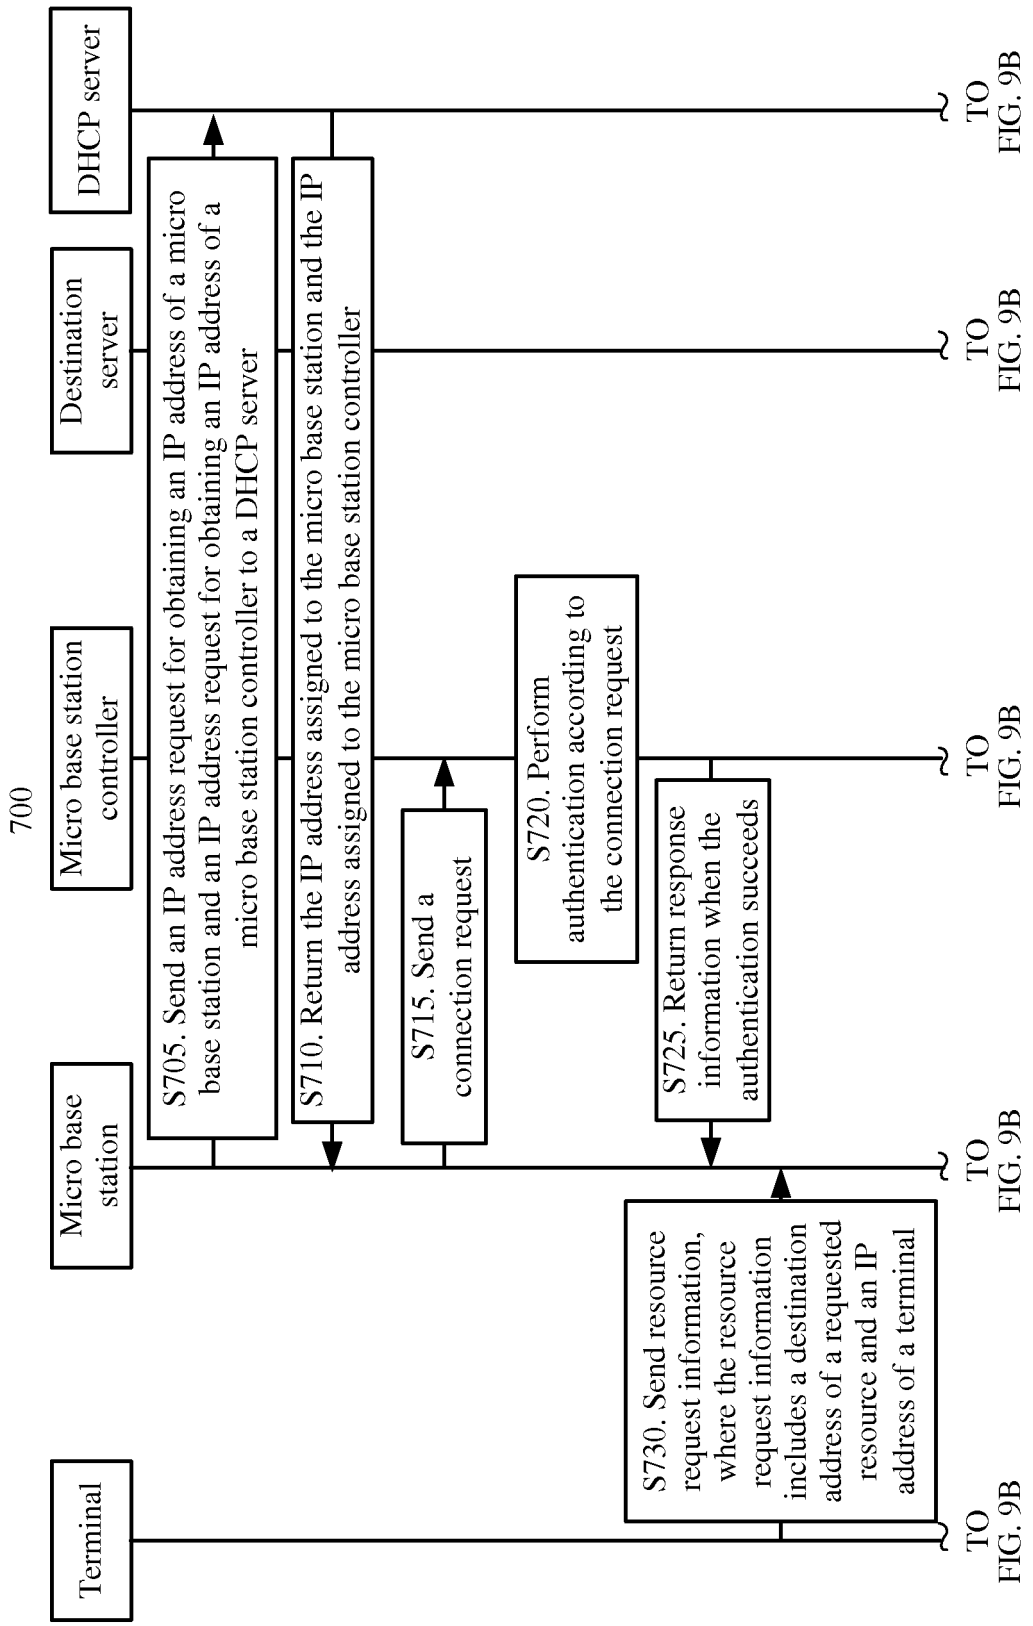 700
Terminal
Micro base
station
Micro base station
controller
Destination
server
DHCP server
S705. Send an IP address request for obtaining an IP address of a micro
base station and an IP address request for obtaining an IP address of a
micro base station controller to a DHCP server
S710. Return the IP address assigned to the micro base station and the IP
address assigned to the micro base station controller
S715. Send a
connection request
S720. Perform
authentication according to
the connection request
S725. Return response
information when the
authentication succeeds
S730. Send resource
request information,
where the resource
request information
includes a destination
address of a requested
resource and an IP
address of a terminal
TO
FIG. 9B
TO
FIG. 9B
TO
FIG. 9B
TO
FIG. 9B
TO
FIG. 9B